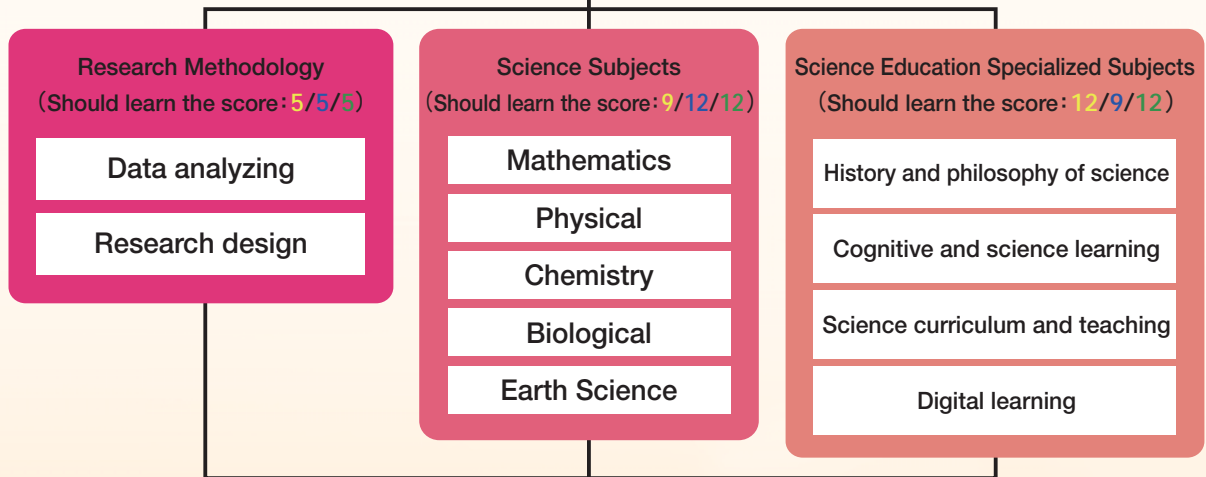 Research Methodology
(Should learn the score:5/5/5)
Data analyzing
Research design
Science Subjects
(Should learn the score:9/12/12)
Mathematics
Physical
Chemistry
Biological
Earth Science
Science Education Specialized Subjects
(Should learn the score:12/9/12)
History and philosophy of science
Cognitive and science learning
Science curriculum and teaching
Digital learning